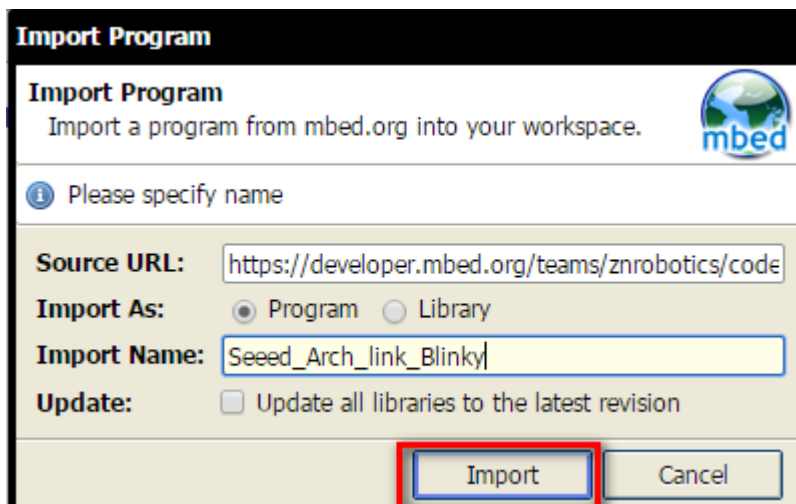 Import Program
Import Program
Import a program from mbed.org into your workspace.
mbed
Please specify name
Source URL: https://developer.mbed.org/teams/znrobotics/code
Import As: Program Library
Import Name: Seeed_Arch_link_Blinky
Update: Update all libraries to the latest revision
Import Cancel